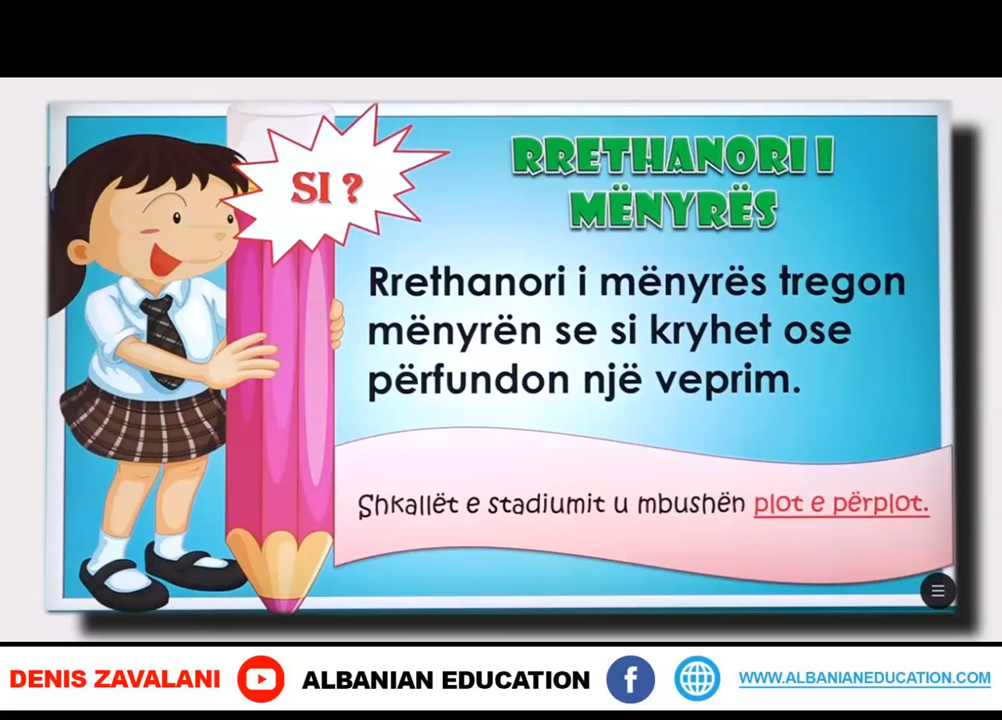 SI ?
RRETHANORI I
MËNYRËS
Rrethanori i mënyrës tregon
mënyrën se si kryhet ose
përfundon një veprim.
Shkallët e stadiumit u mbushën plot e përplot.
DENIS ZAVALANI
ALBANIAN EDUCATION
f
WWW.ALBANIANEDUCATION.COM